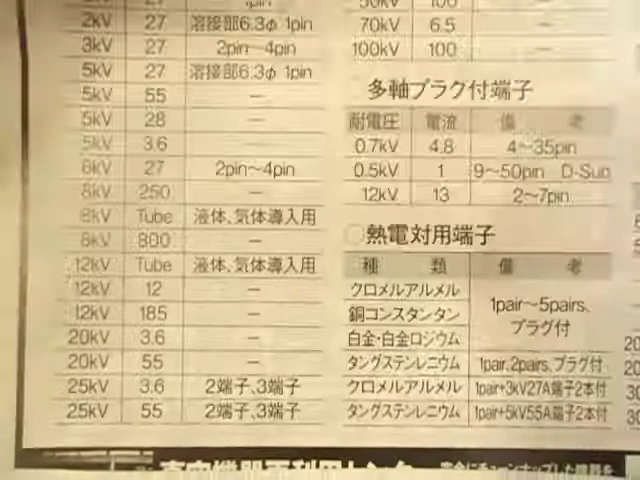 2kV 27 溶接部6.3φ 1pin
3kV 27 2pin〜4pin
5kV 27 溶接部6.3φ 1pin
5kV 55 ―
5kV 28 ―
5kV 3.6 ―
6kV 27 2pin〜4pin
8kV 250 ―
8kV Tube 液体、気体導入用
8kV 800 ―
12kV Tube 液体、気体導入用
12kV 12 ―
12kV 185 ―
20kV 3.6 ―
20kV 55 ―
25kV 3.6 2端子、3端子
25kV 55 2端子、3端子
50kV 100 ―
70kV 6.5 ―
100kV 100 ―
多軸プラグ付端子
耐電圧 電流 備 考
0.7kV 4.8 4〜35pin
0.5kV 1 9〜50pin D-Sub
12kV 13 2〜7pin
〇熱電対用端子
種 類 備 考
クロメルアルメル
銅コンスタンタン
白金・白金ロジウム
1pair〜5pairs、
プラグ付
タングステンレニウム 1pair,2pairs、プラグ付
クロメルアルメル 1pair+3kV27A端子2本付
タングステンレニウム 1pair+5kV55A端子2本付